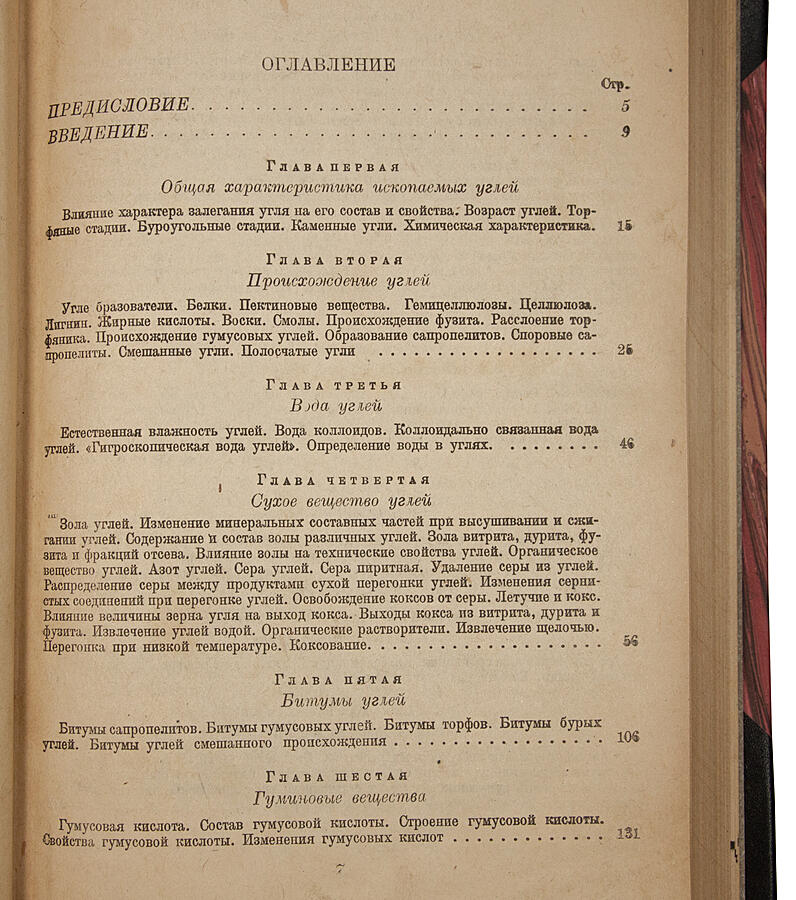 ОГЛАВЛЕНИЕ
Стр.
ПРЕДИСЛОВИЕ. . . . . . . . . . . . . . . . . . . . . . . . . 5
ВВЕДЕНИЕ. . . . . . . . . . . . . . . . . . . . . . . . . . . 9
ГЛАВА ПЕРВАЯ
Общая характеристика ископаемых углей
Влияние характера залегания угля на его состав и свойства. Возраст углей. Тор-
фяные стадии. Буроугольные стадии. Каменные угли. Химическая характеристика. 15
ГЛАВА ВТОРАЯ
Происхождение углей
Угле бразователи. Белки. Пектиновые вещества. Гемицеллюлозы. Целлюлоза.
Лигнин. Жирные кислоты. Воски. Смолы. Происхождение фузита. Расслоение тор-
фяника. Происхождение гумусовых углей. Образование сапропелитов. Споровые са-
пропелиты. Смешанные угли. Полосчатые угли . . . . . . . . . . . . . . . . . . 25
ГЛАВА ТРЕТЬЯ
Вода углей
Естественная влажность углей. Вода коллоидов. Коллоидально связанная вода
углей. «Гигроскопическая вода углей». Определение воды в углях. . . . . . . . . 46
ГЛАВА ЧЕТВЕРТАЯ
Сухое вещество углей
Зола углей. Изменение минеральных составных частей при высушивании и сжи-
гании углей. Содержание и состав золы различных углей. Зола витрита, дурита, фу-
зита и фракций отсева. Влияние золы на технические свойства углей. Органическое
вещество углей. Азот углей. Сера углей. Сера пиритная. Удаление серы из углей.
Распределение серы между продуктами сухой перегонки углей. Изменения серни-
стых соединений при перегонке углей. Освобождение коксов от серы. Летучие и кокс.
Влияние величины зерна угля на выход кокса. Выходы кокса из витрита, дурита и
фузита. Извлечение углей водой. Органические растворители. Извлечение щелочью.
Перегонка при низкой температуре. Коксование. . . . . . . . . . . . . . . . . . . 56
ГЛАВА ПЯТАЯ
Битумы углей
Битумы сапропелитов. Битумы гумусовых углей. Битумы торфов. Битумы бурых
углей. Битумы углей смешанного происхождения . . . . . . . . . . . . . . . . . 106
ГЛАВА ШЕСТАЯ
Гуминовые вещества
Гумусовая кислота. Состав гумусовой кислоты. Строение гумусовой кислоты.
Свойства гумусовой кислоты. Изменения гумусовых кислот . . . . . . . . . . . . . 131
7